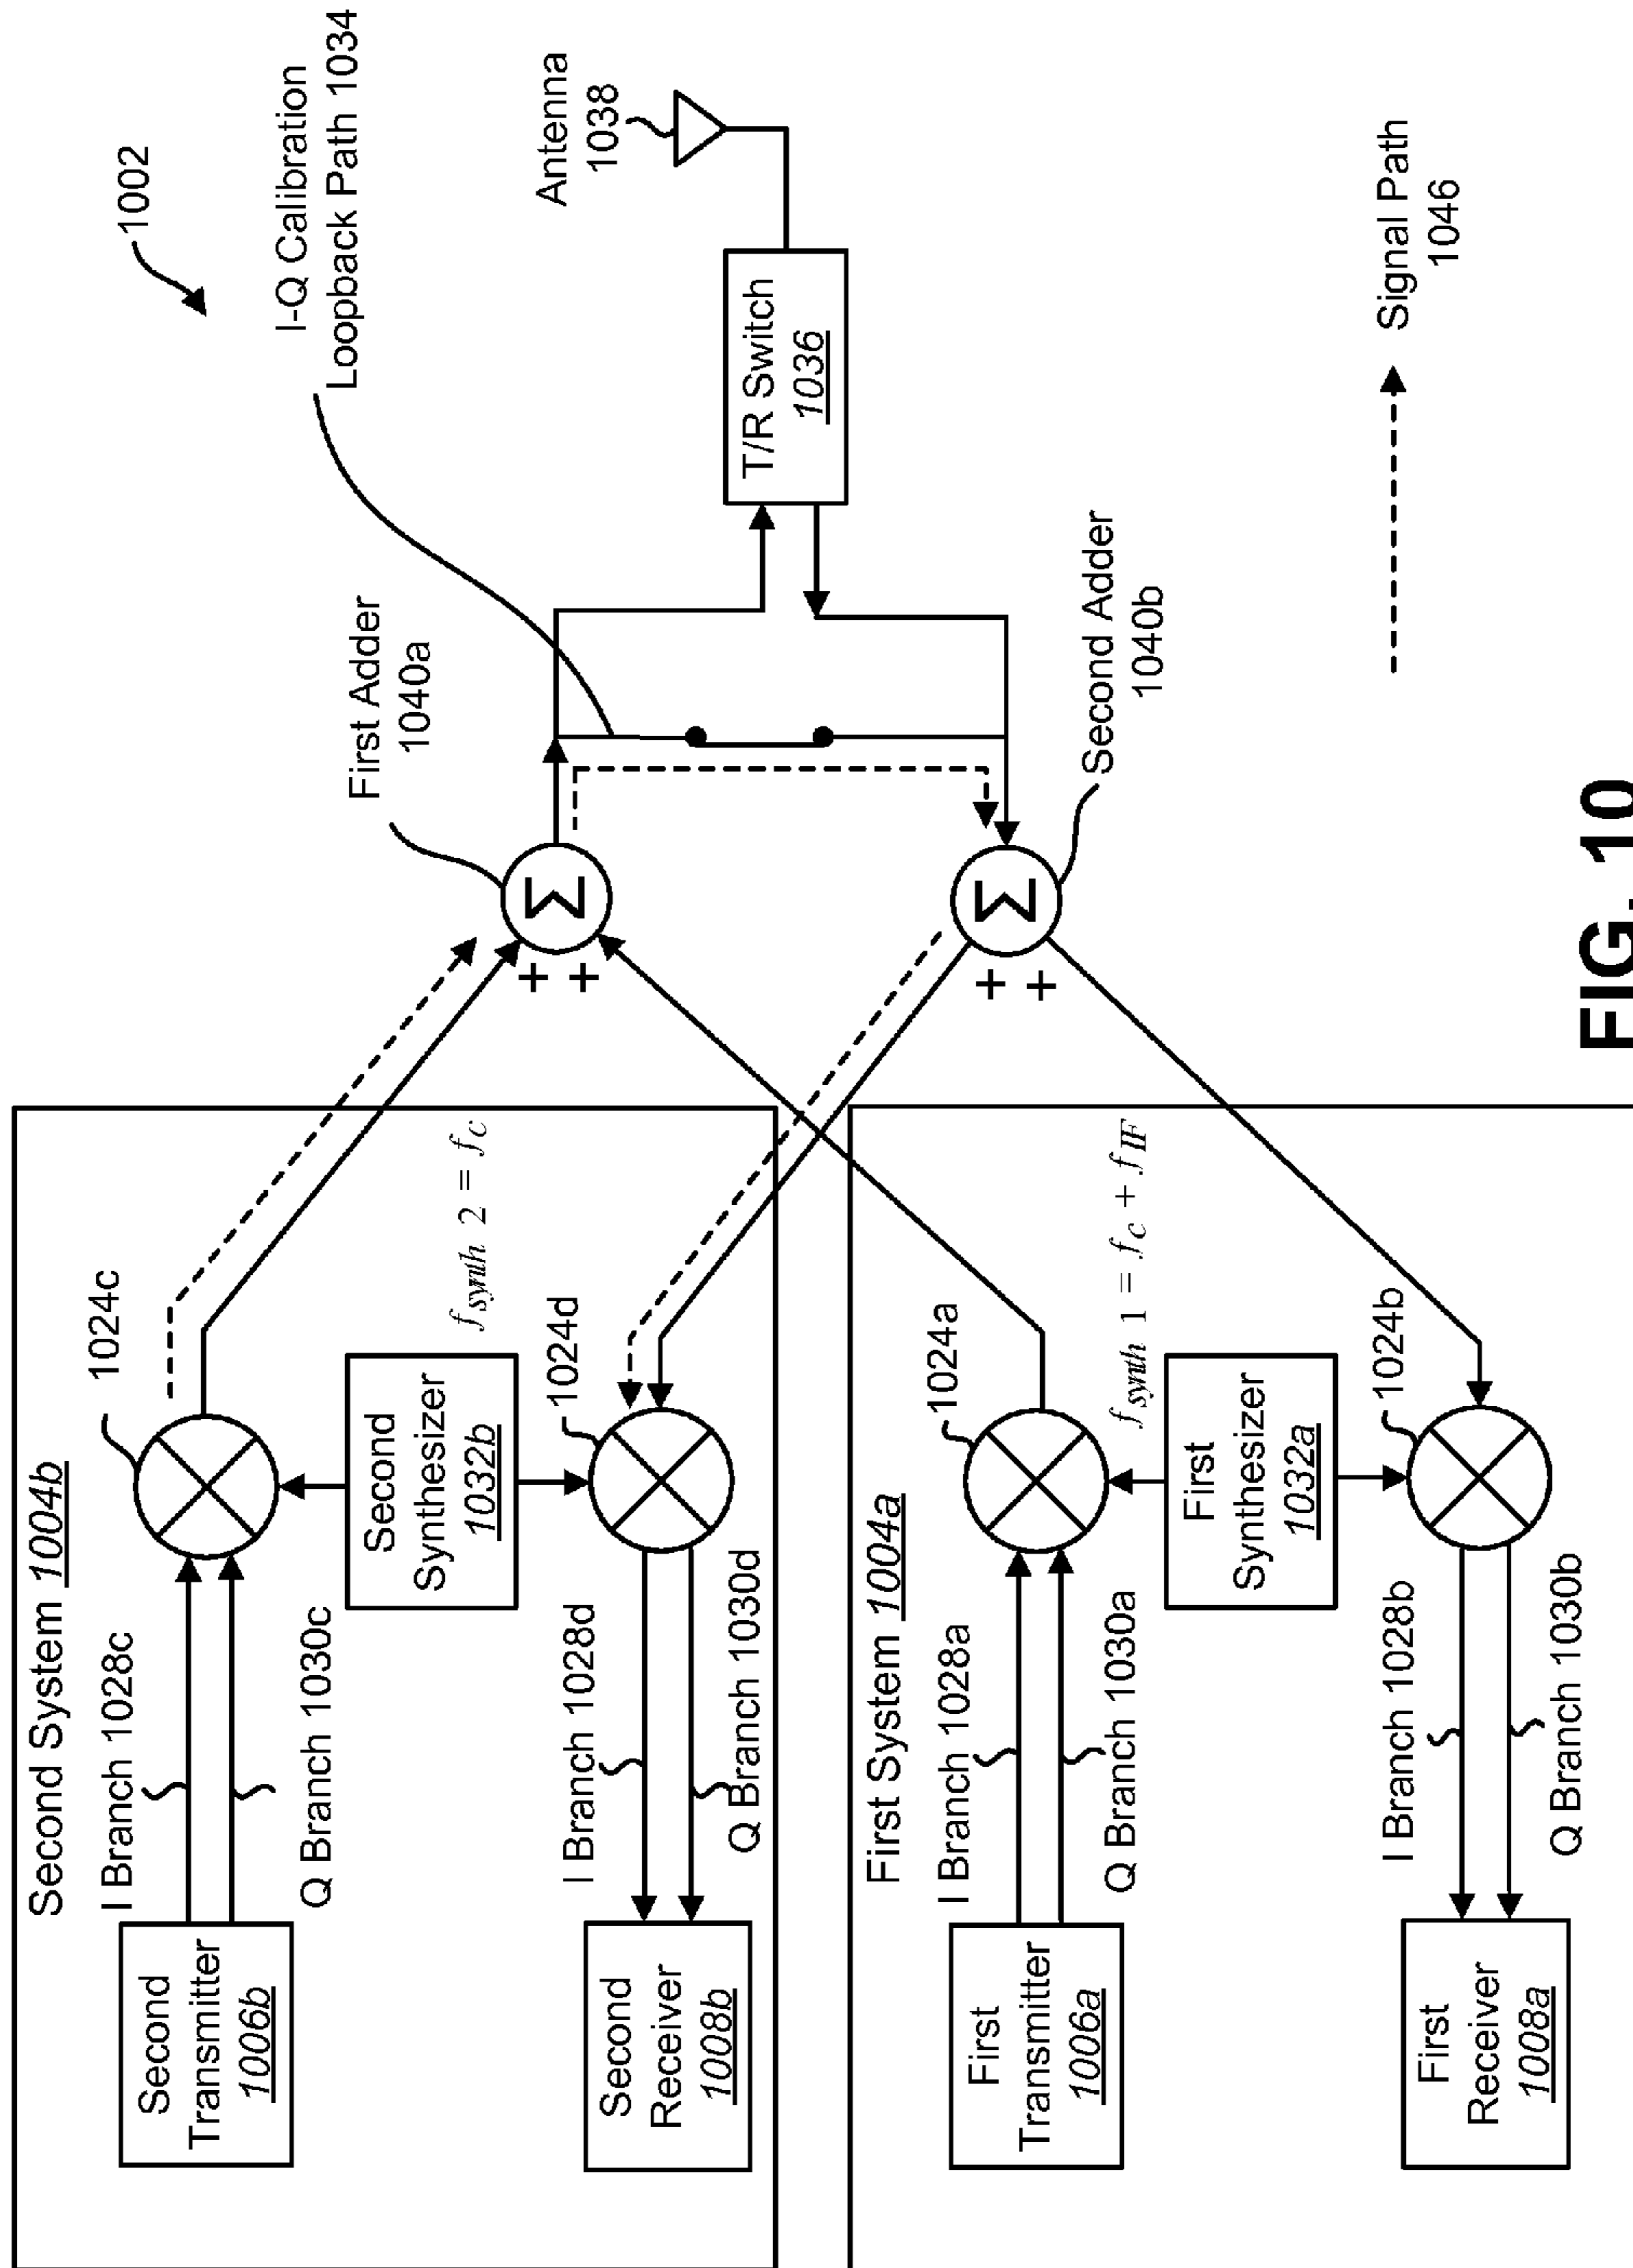 1002
I-Q Calibration
Loopback Path 1034
Antenna
1038
T/R Switch
1036
First Adder
1040a
Second Adder
1040b
Signal Path
1046
Second System 1004b
I Branch 1028c
Q Branch 1030c
Second
Transmitter
1006b
1024c
Second
Synthesizer
1032b
f_synth 2 = f_c
1024d
I Branch 1028d
Q Branch 1030d
Second
Receiver
1008b
Σ
+
+
Σ
+
+
First System 1004a
I Branch 1028a
Q Branch 1030a
First
Transmitter
1006a
1024a
First
Synthesizer
1032a
f_synth 1 = f_c + f_IF
1024b
I Branch 1028b
Q Branch 1030b
First
Receiver
1008a
FIG. 10